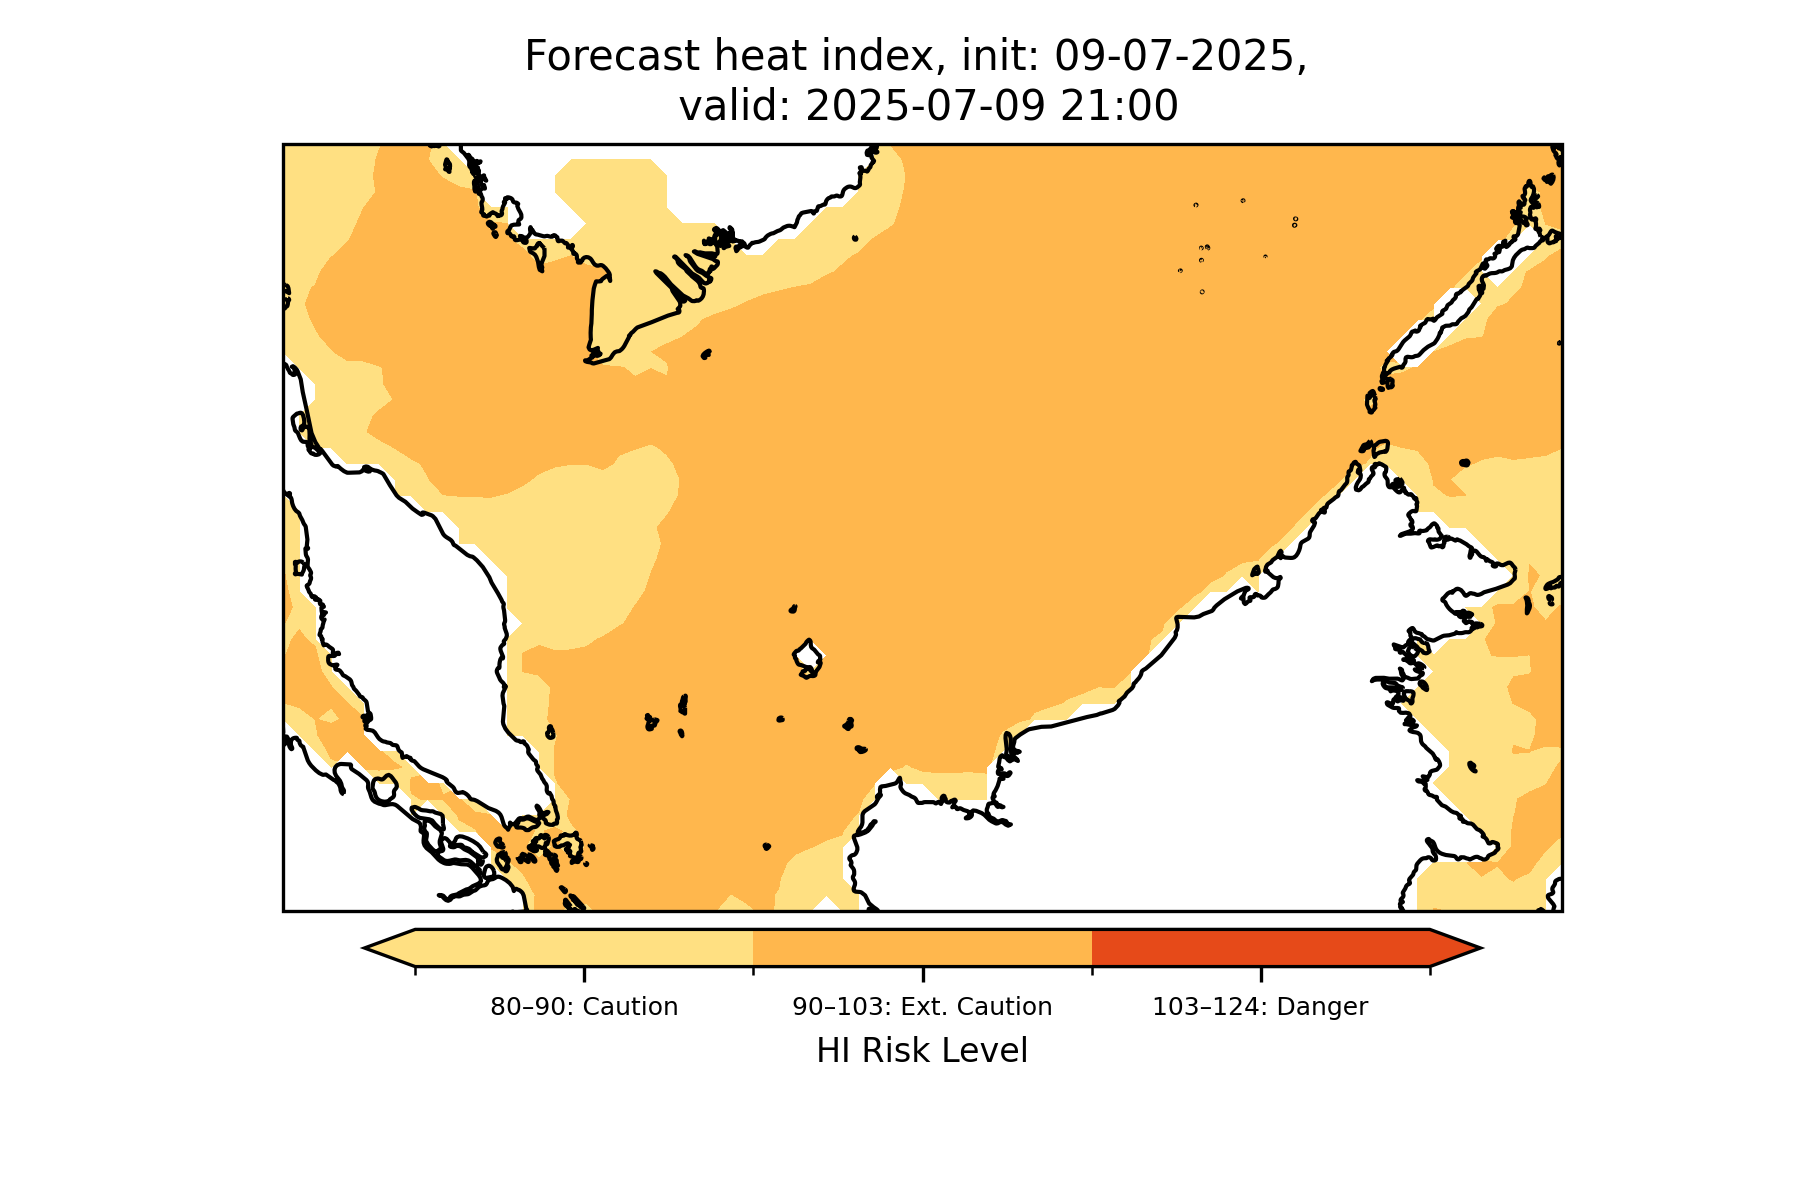 Forecast heat index, init: 09-07-2025,
valid: 2025-07-09 21:00
80–90: Caution
90–103: Ext. Caution
103–124: Danger
HI Risk Level